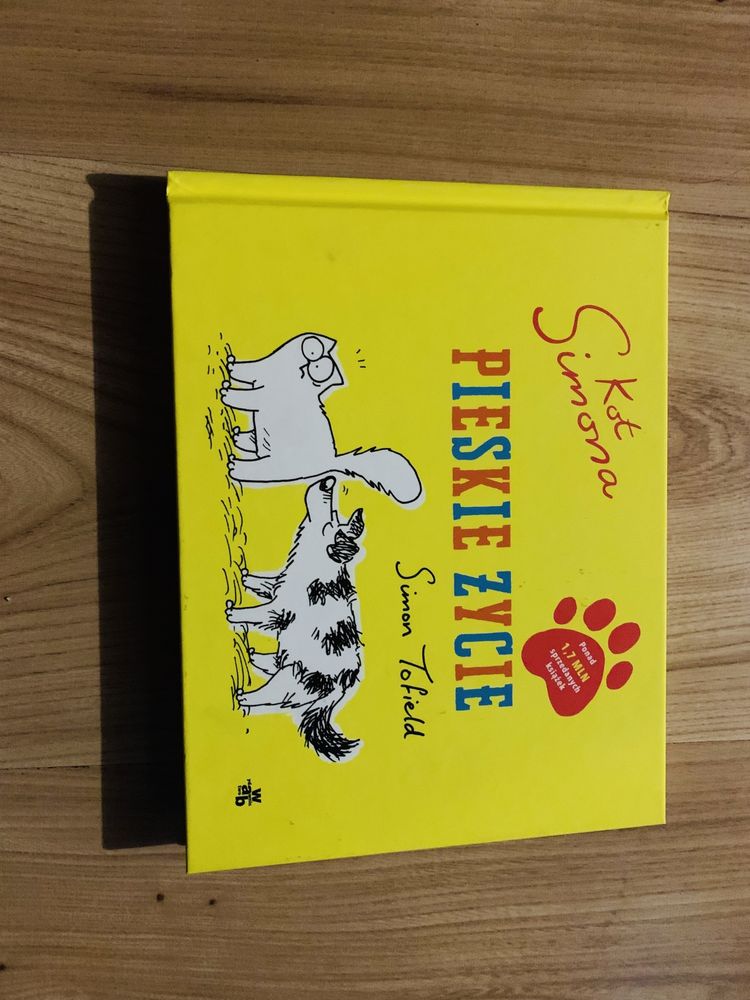 Kot
Simona
PIESKIE ŻYCIE
Ponad
1,7 MLN
sprzedanych
książek
Simon Tofield
w
ab